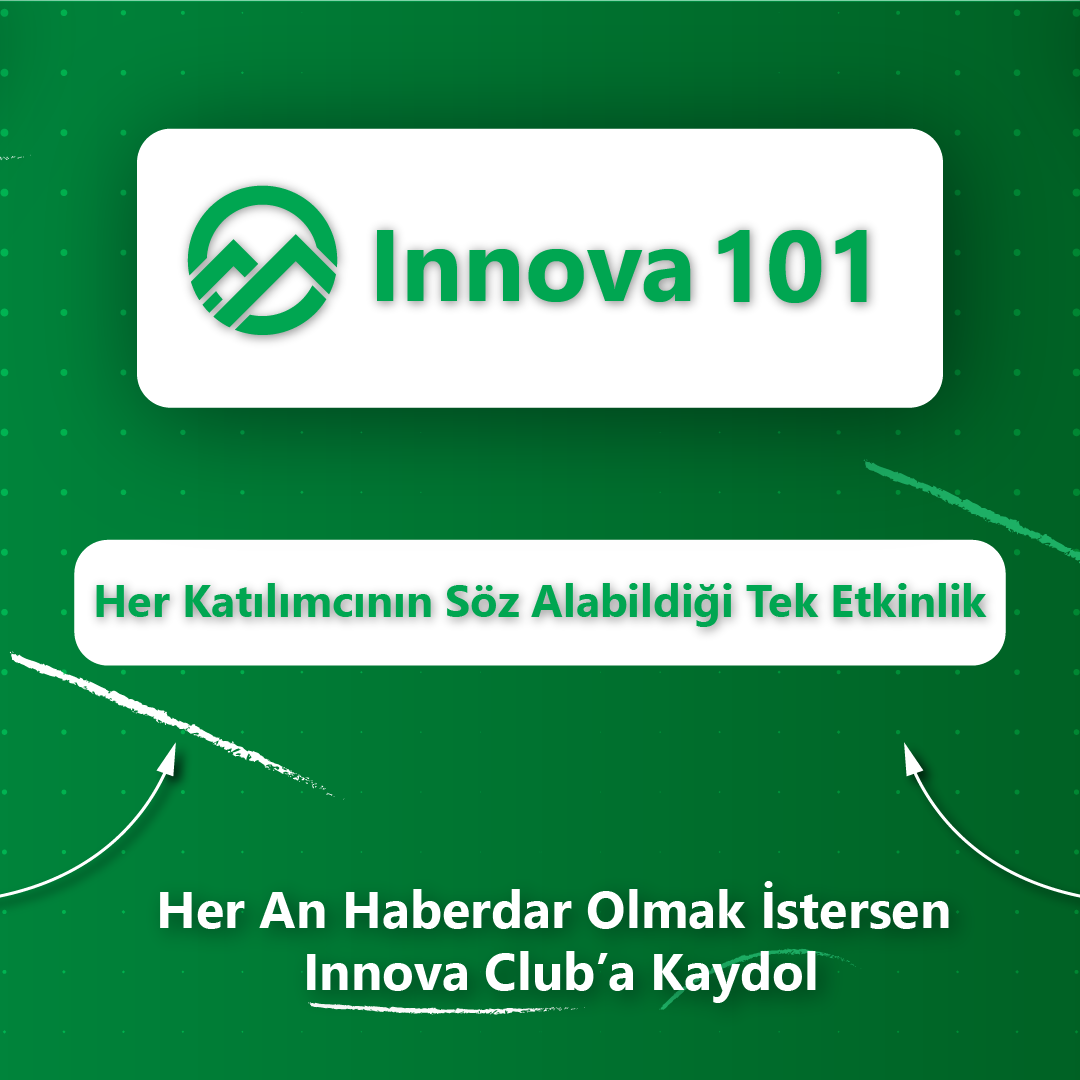 Innova 101
Her Katılımcının Söz Alabildiği Tek Etkinlik
Her An Haberdar Olmak İstersen
Innova Club’a Kaydol